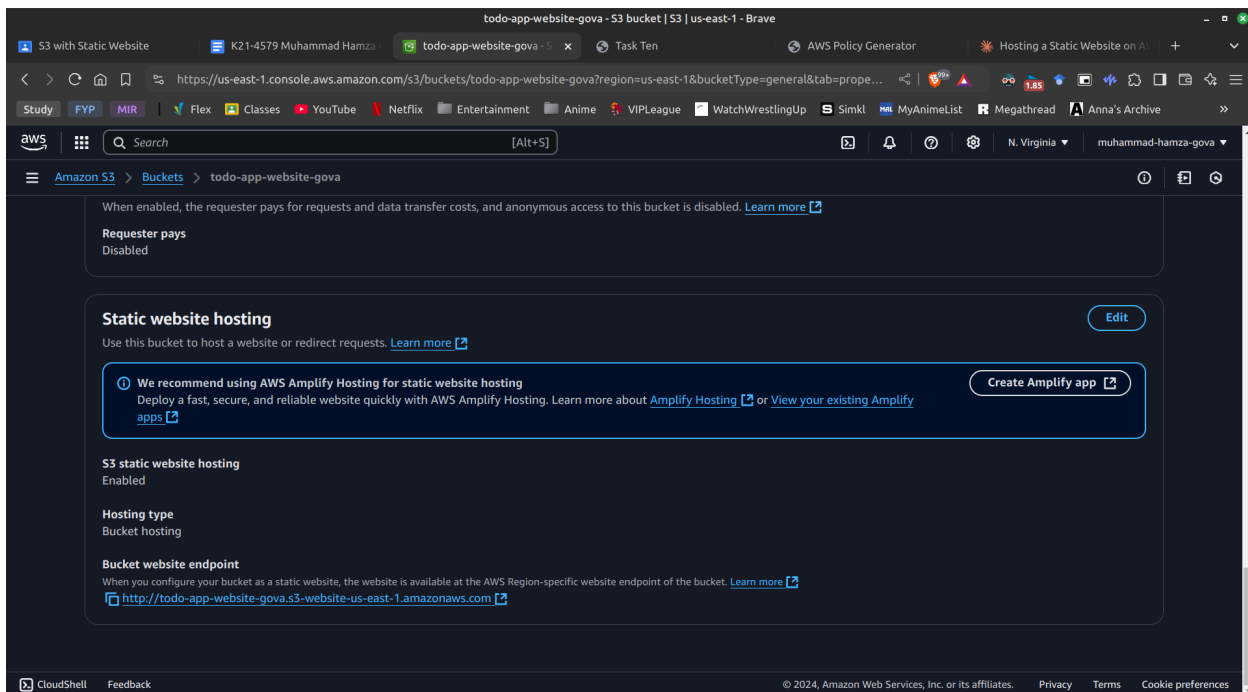 todo-app-website-gova - S3 bucket | S3 | us-east-1 - Brave
S3 with Static Website
K21-4579 Muhammad Hamza
todo-app-website-gova - S
Task Ten
AWS Policy Generator
Hosting a Static Website on A
https://us-east-1.console.aws.amazon.com/s3/buckets/todo-app-website-gova?region=us-east-1&bucketType=general&tab=prope...
99+
1.85
Study
FYP
MIR
Flex
Classes
YouTube
Netflix
Entertainment
Anime
VIPLeague
WatchWrestlingUp
Simkl
MyAnimeList
Megathread
Anna's Archive
»
aws
Search
[Alt+S]
N. Virginia
muhammad-hamza-gova
Amazon S3 > Buckets > todo-app-website-gova
When enabled, the requester pays for requests and data transfer costs, and anonymous access to this bucket is disabled. Learn more
Requester pays
Disabled
Static website hosting
Edit
Use this bucket to host a website or redirect requests. Learn more
We recommend using AWS Amplify Hosting for static website hosting
Create Amplify app
Deploy a fast, secure, and reliable website quickly with AWS Amplify Hosting. Learn more about Amplify Hosting or View your existing Amplify
apps
S3 static website hosting
Enabled
Hosting type
Bucket hosting
Bucket website endpoint
When you configure your bucket as a static website, the website is available at the AWS Region-specific website endpoint of the bucket. Learn more
http://todo-app-website-gova.s3-website-us-east-1.amazonaws.com
CloudShell
Feedback
© 2024, Amazon Web Services, Inc. or its affiliates.
Privacy
Terms
Cookie preferences